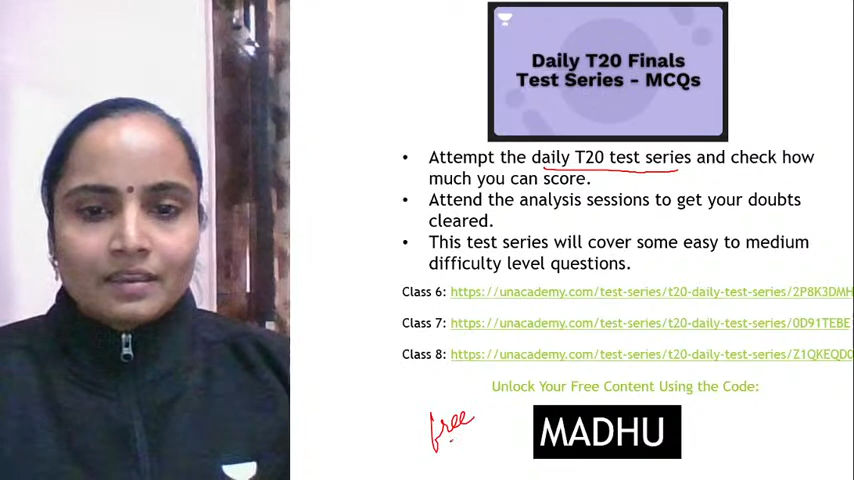 Daily T20 Finals
Test Series - MCQs
• Attempt the daily T20 test series and check how
much you can score.
• Attend the analysis sessions to get your doubts
cleared.
• This test series will cover some easy to medium
difficulty level questions.
Class 6: https://unacademy.com/test-series/t20-daily-test-series/2P8K3DMH
Class 7: https://unacademy.com/test-series/t20-daily-test-series/0D91TEBE
Class 8: https://unacademy.com/test-series/t20-daily-test-series/Z1QKEQD0
Unlock Your Free Content Using the Code:
free
MADHU